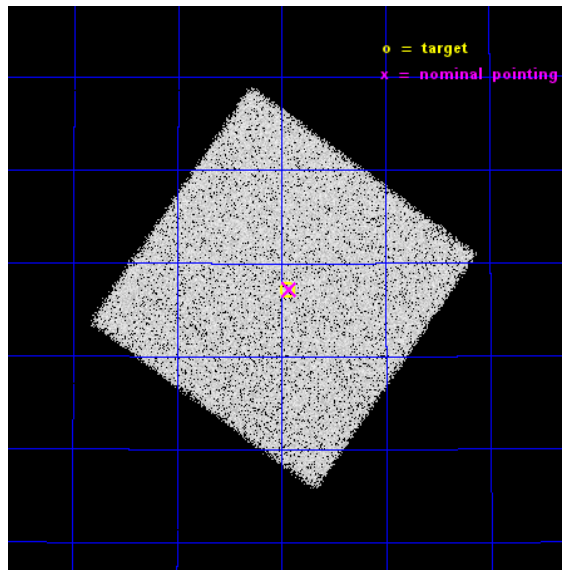 o = target
x = nominal pointing